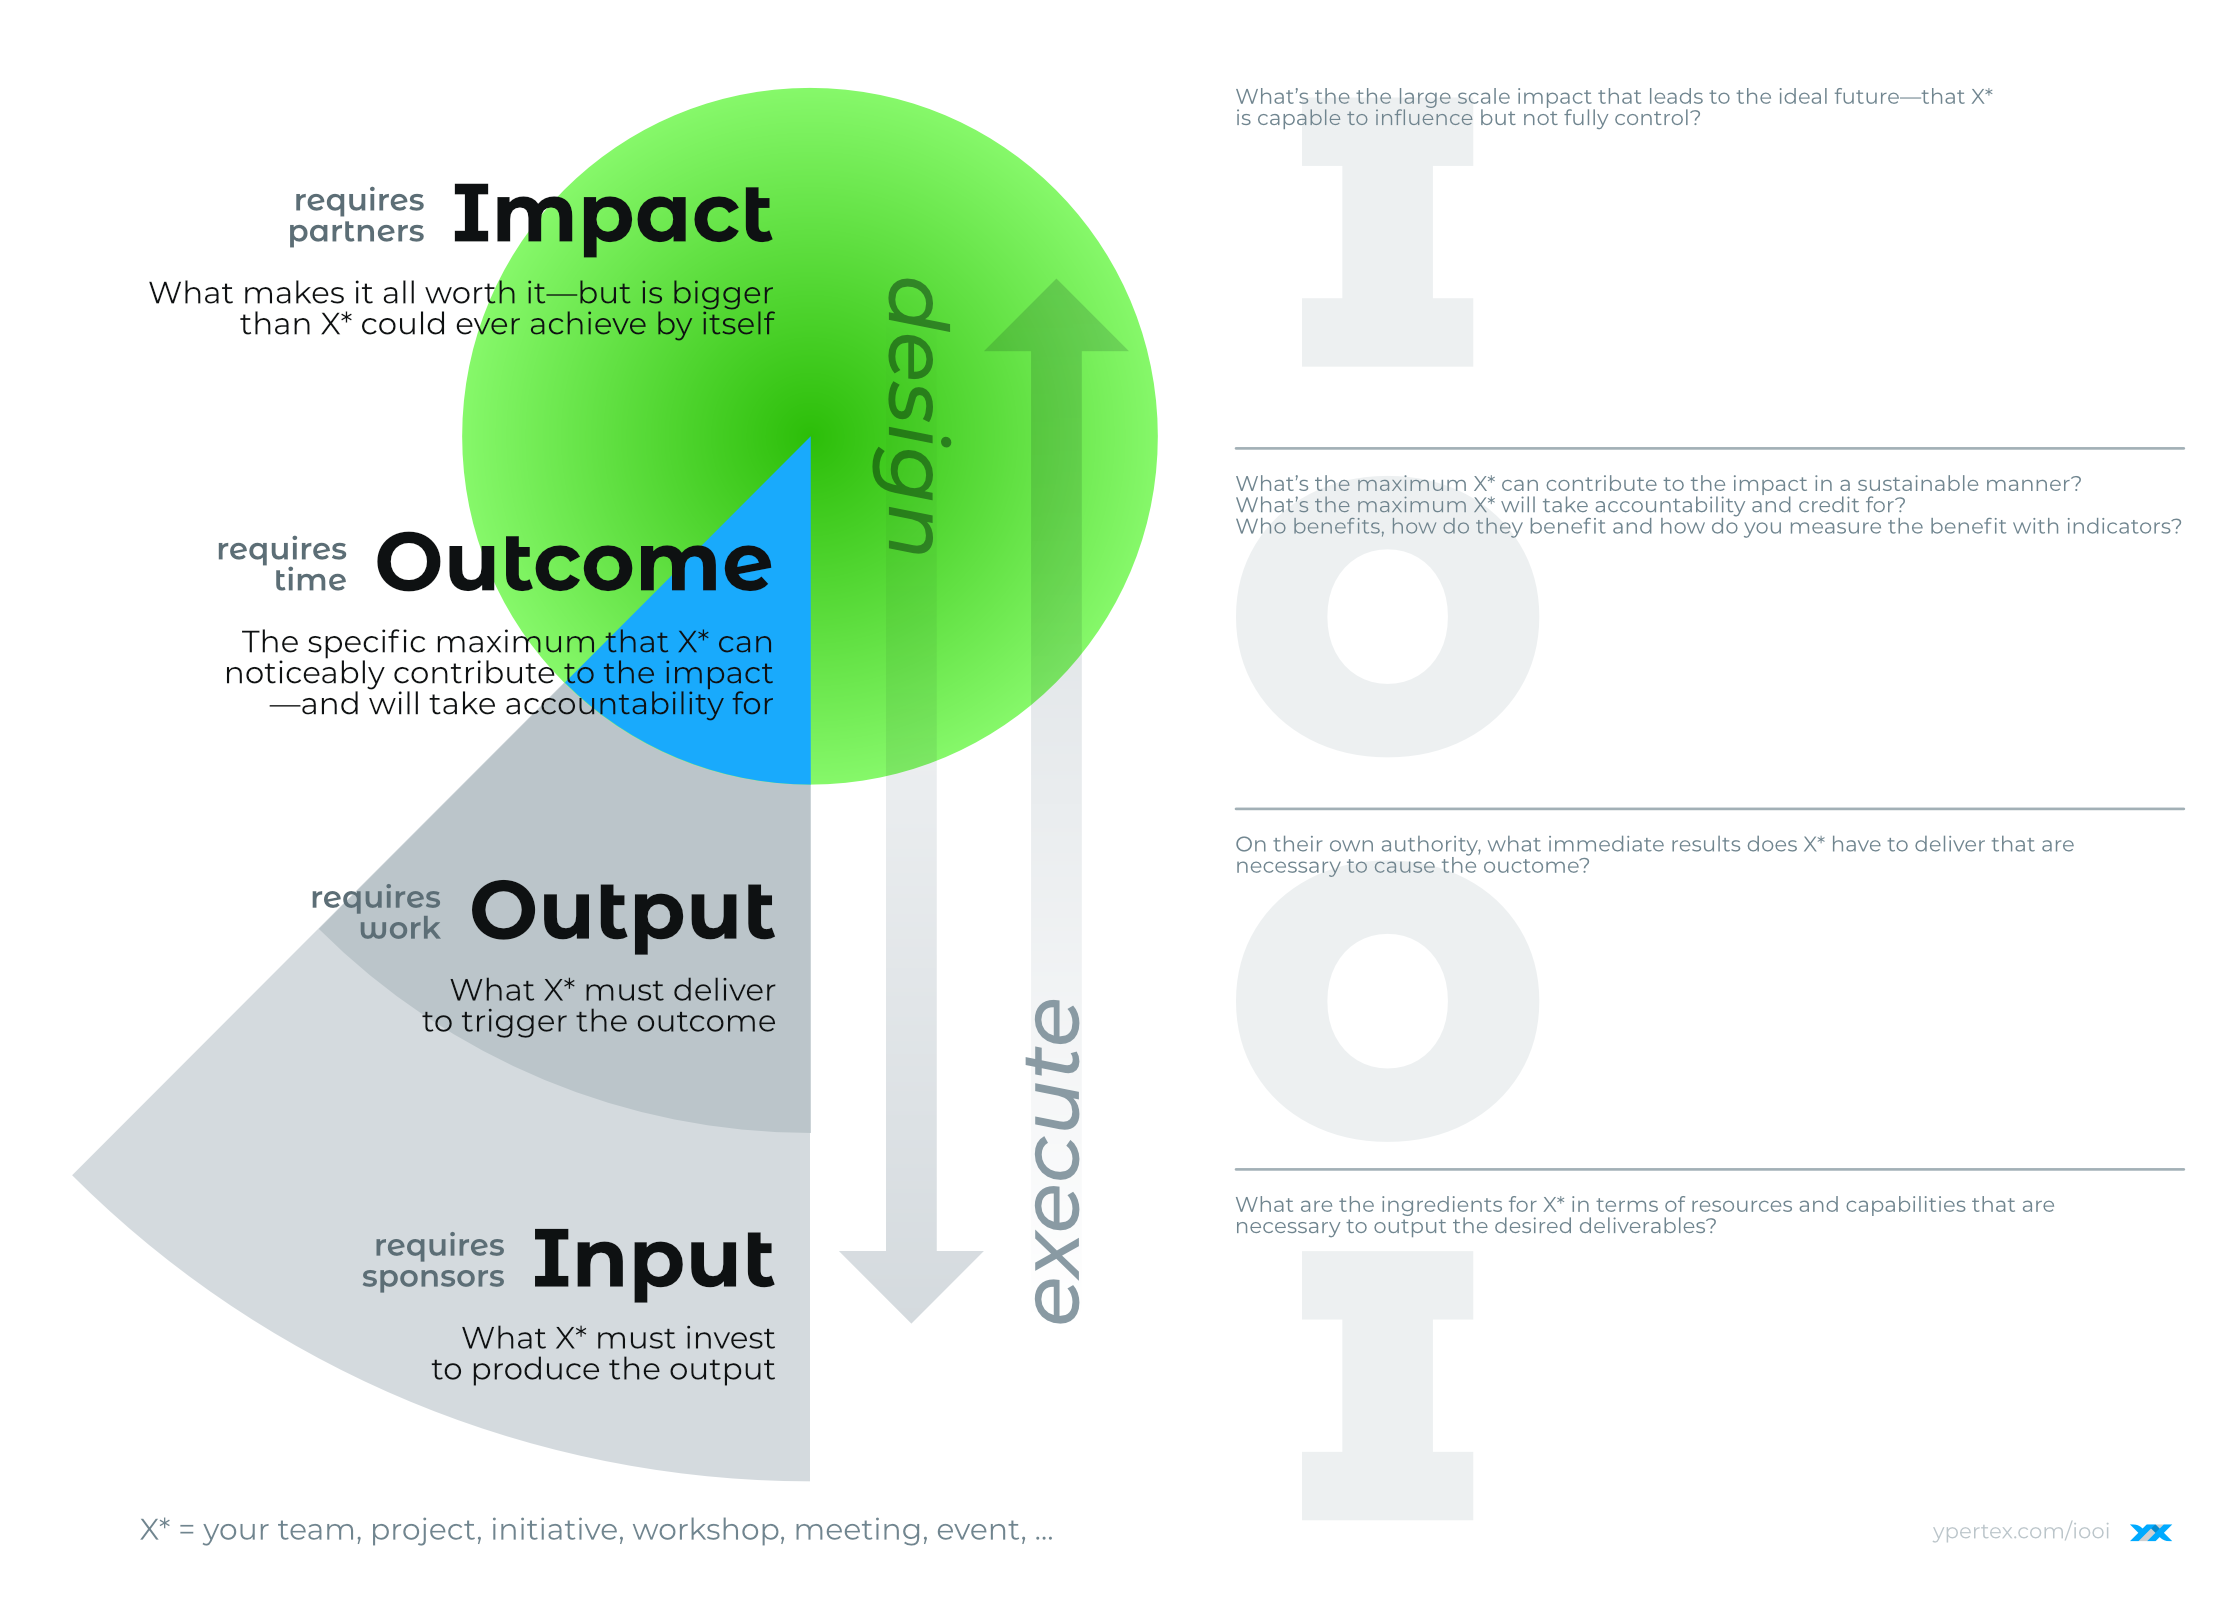 requires
partners
Impact
What makes it all worth it—but is bigger
than X* could ever achieve by itself
requires
time
Outcome
The specific maximum that X* can
noticeably contribute to the impact
—and will take accountability for
requires
work
Output
What X* must deliver
to trigger the outcome
requires
sponsors
Input
What X* must invest
to produce the output
design
execute
X* = your team, project, initiative, workshop, meeting, event, ...
What’s the the large scale impact that leads to the ideal future—that X*
is capable to influence but not fully control?
I
What’s the maximum X* can contribute to the impact in a sustainable manner?
What’s the maximum X* will take accountability and credit for?
Who benefits, how do they benefit and how do you measure the benefit with indicators?
O
On their own authority, what immediate results does X* have to deliver that are
necessary to cause the ouctome?
O
What are the ingredients for X* in terms of resources and capabilities that are
necessary to output the desired deliverables?
I
ypertex.com/iooi